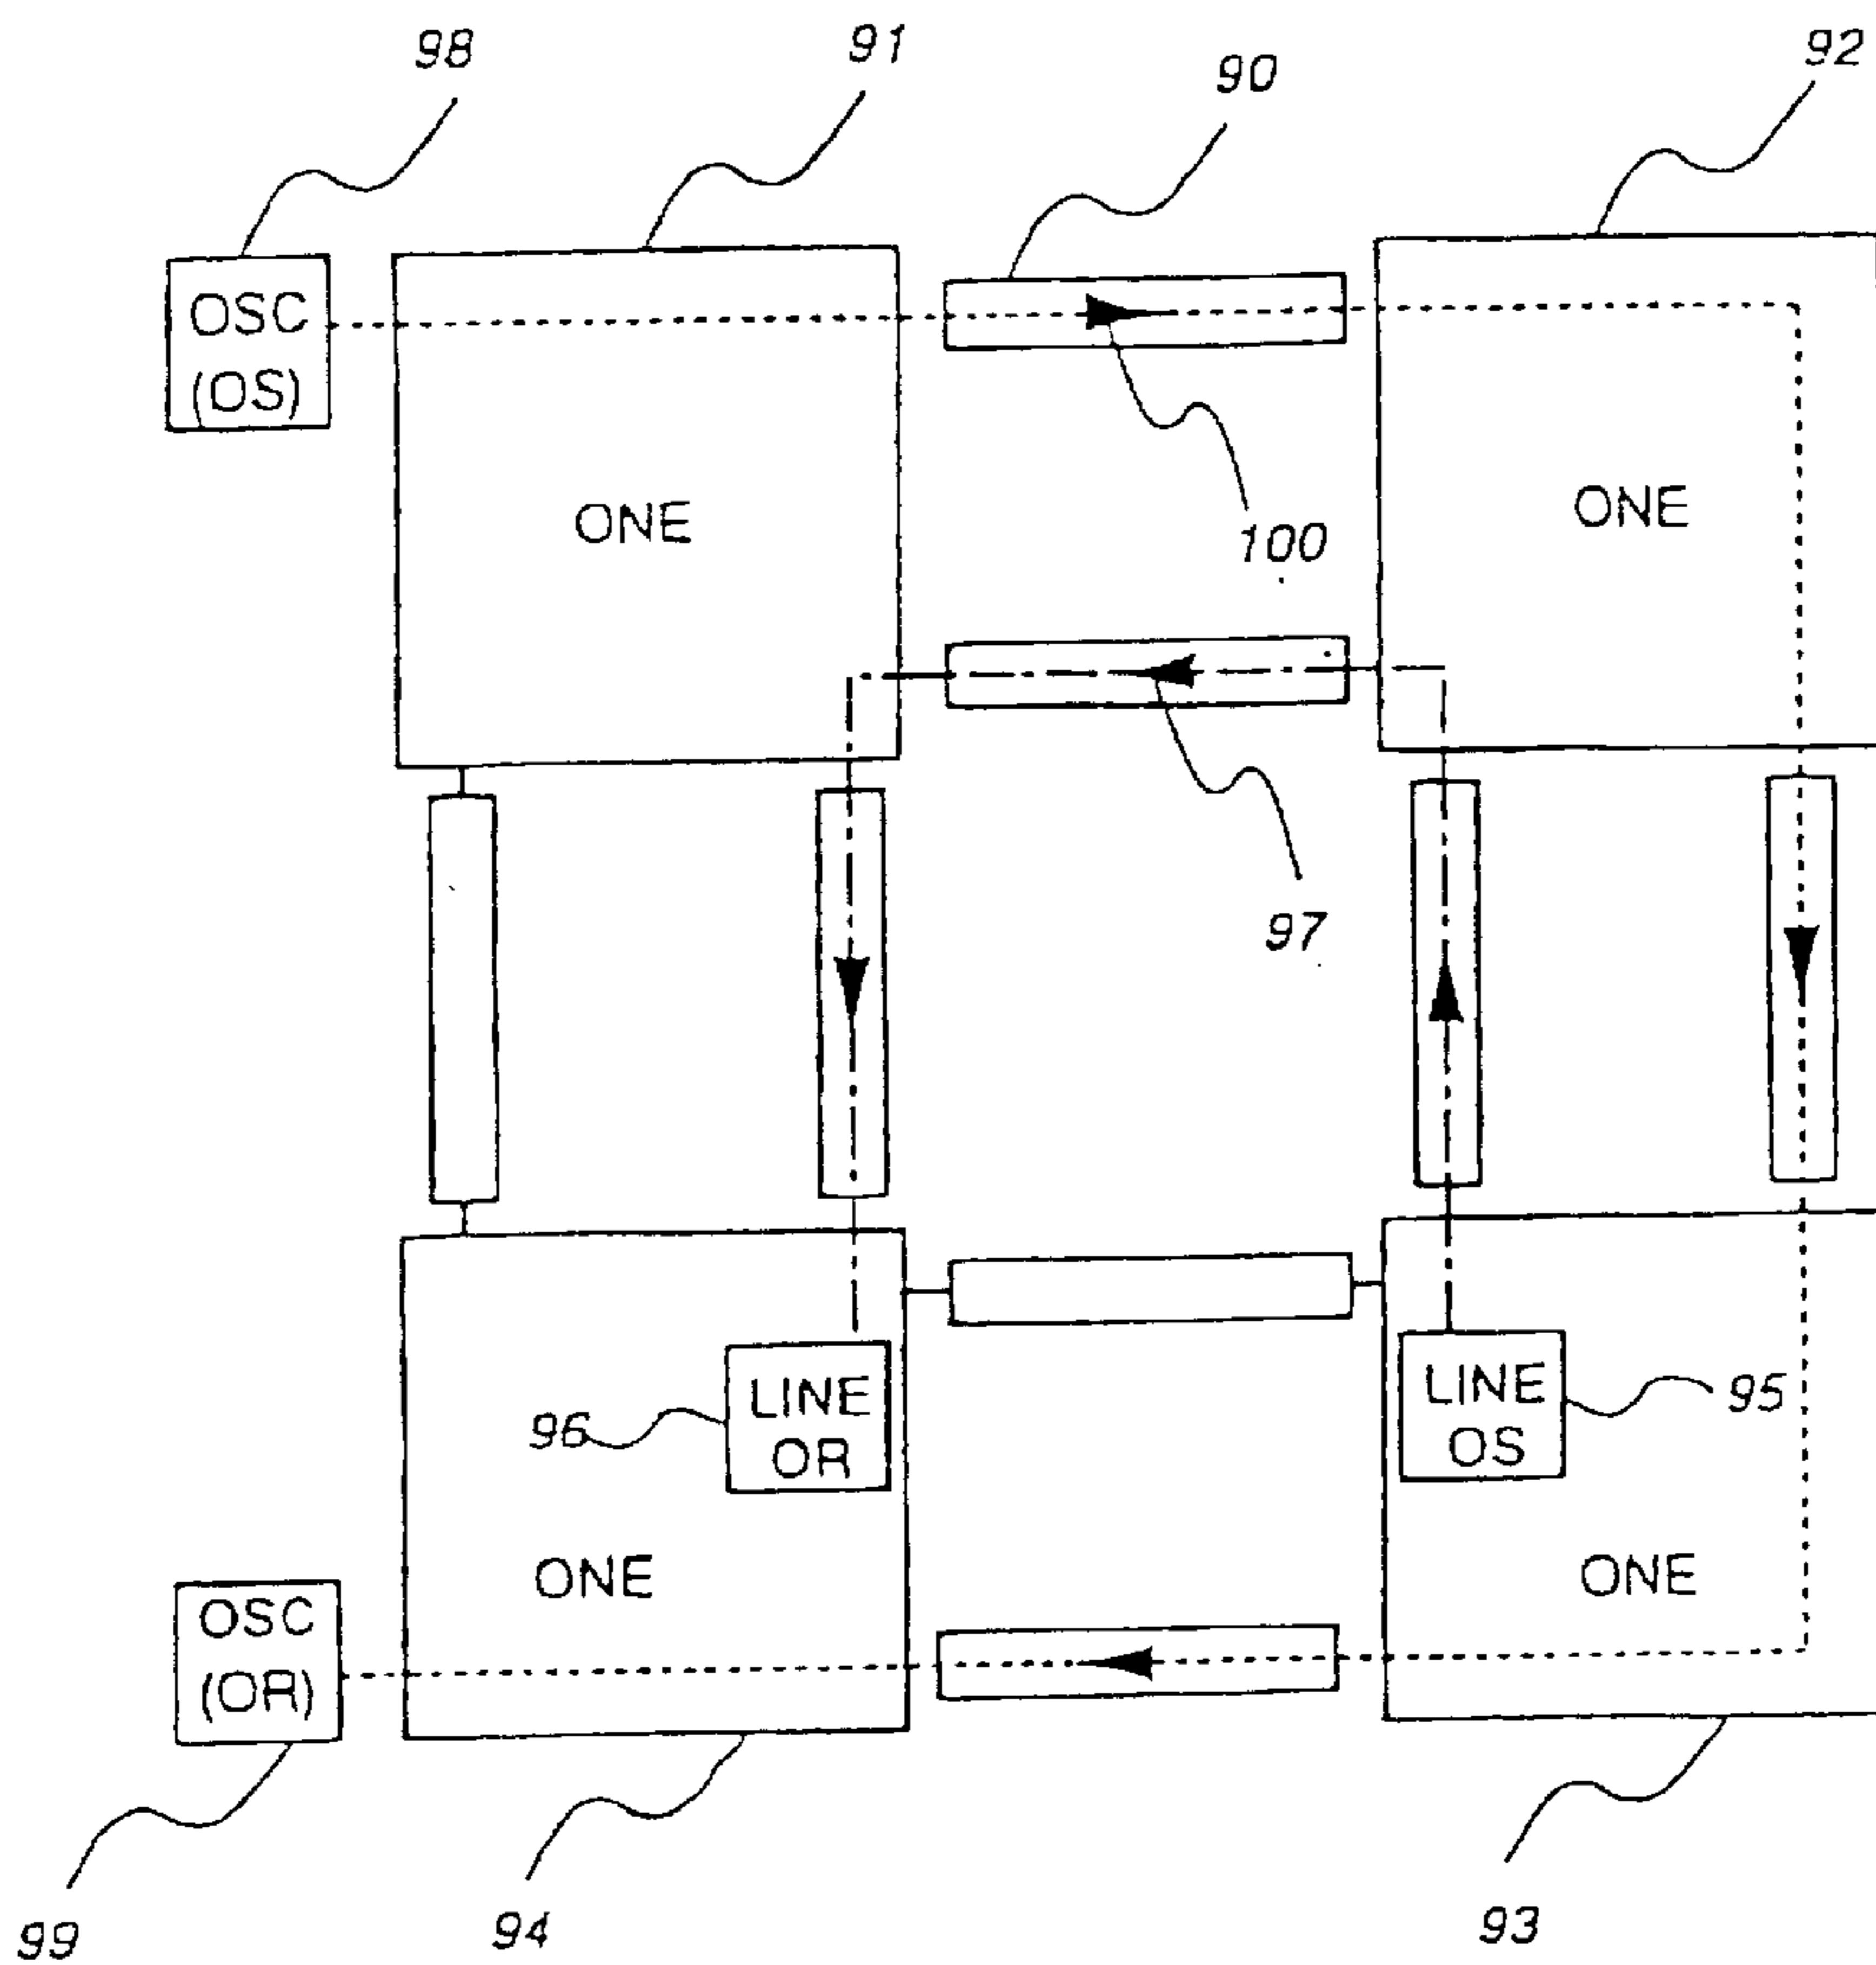 98
91
90
92
OSC
(OS)
ONE
ONE
100
97
LINE
OR
96
LINE
OS
95
ONE
ONE
OSC
(OR)
99
94
93